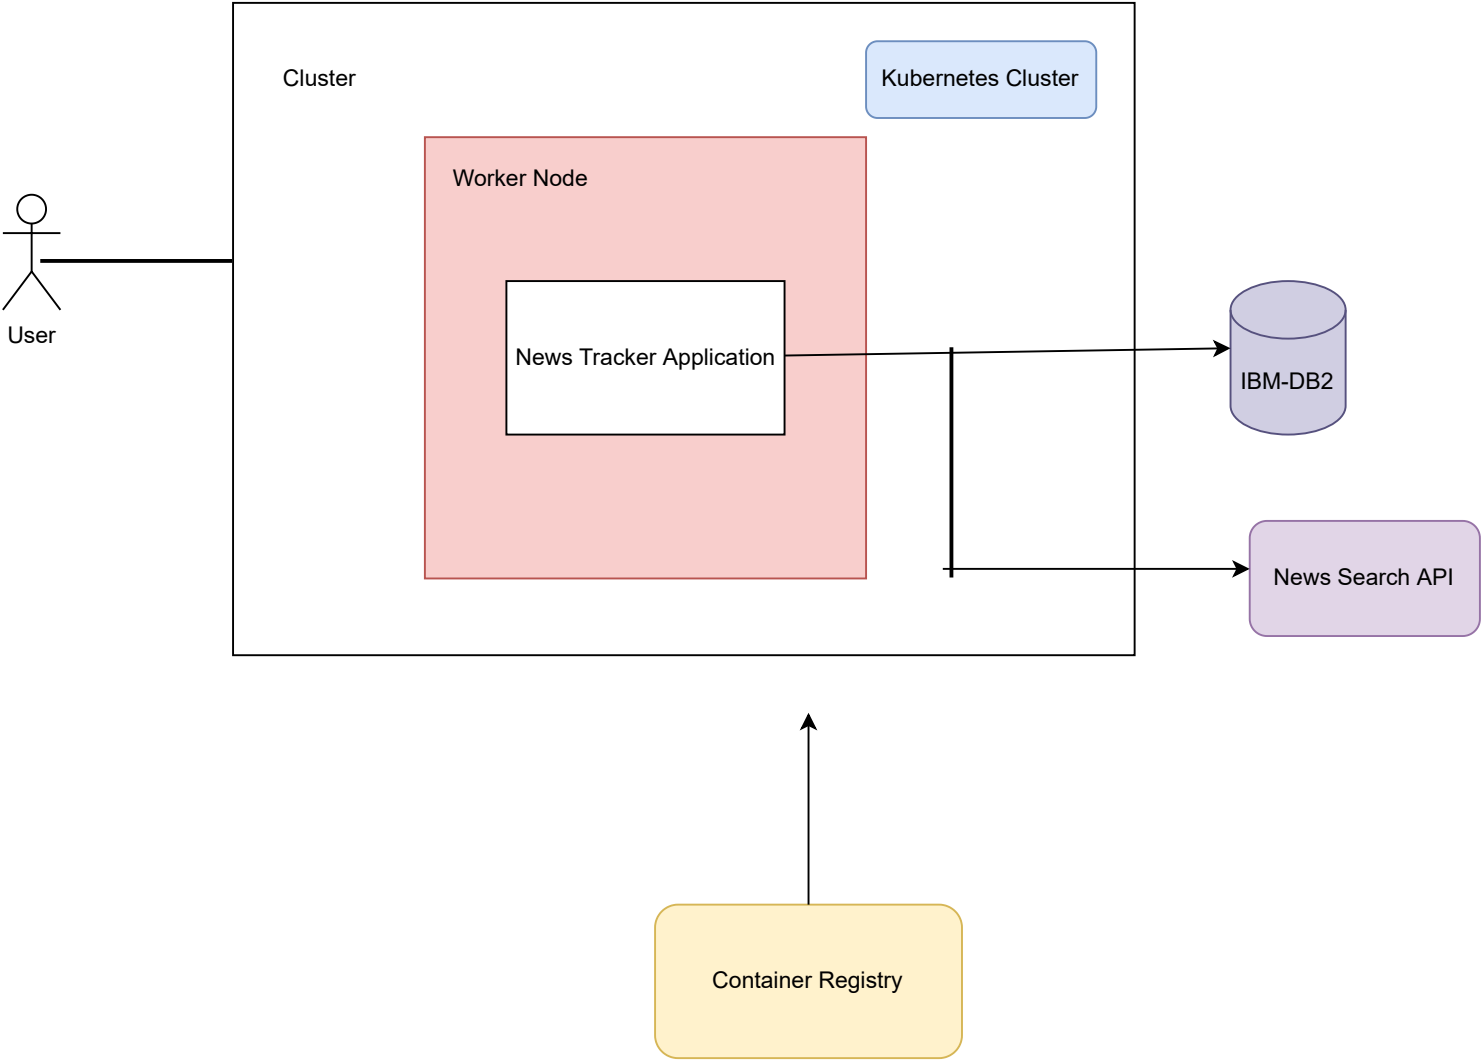 Cluster
Kubernetes Cluster
Worker Node
User
News Tracker Application
IBM-DB2
News Search API
Container Registry